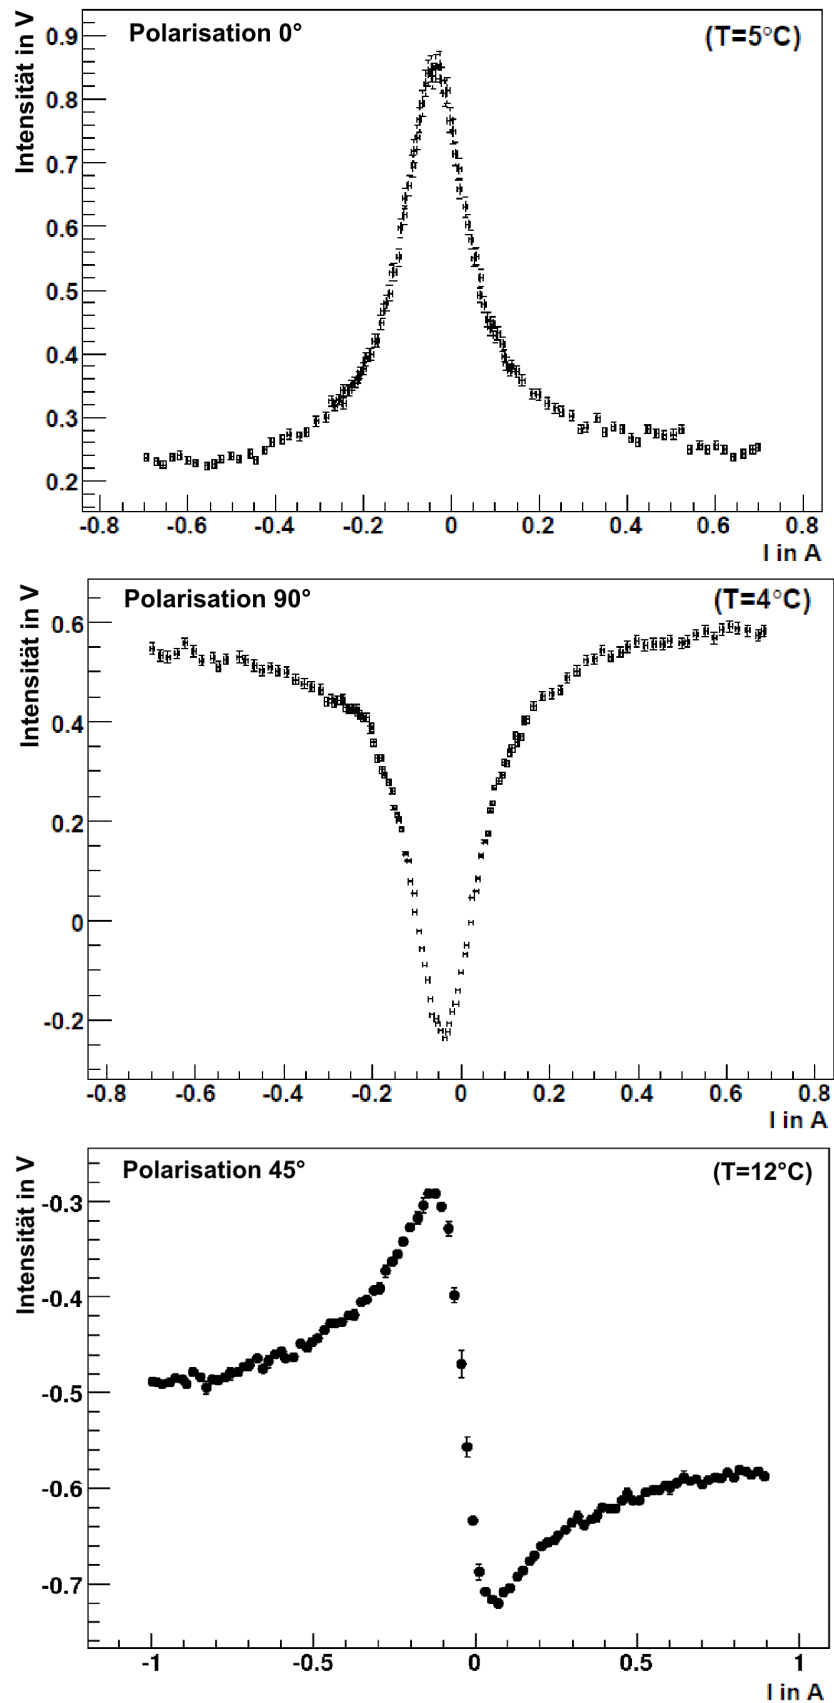 Polarisation 0°
(T=5°C)
Intensität in V
0.9
0.8
0.7
0.6
0.5
0.4
0.3
0.2
-0.8 -0.6 -0.4 -0.2 0 0.2 0.4 0.6 0.8
I in A
Polarisation 90°
(T=4°C)
Intensität in V
0.6
0.4
0.2
0
-0.2
-0.8 -0.6 -0.4 -0.2 0 0.2 0.4 0.6 0.8
I in A
Polarisation 45°
(T=12°C)
Intensität in V
-0.3
-0.4
-0.5
-0.6
-0.7
-1 -0.5 0 0.5 1
I in A